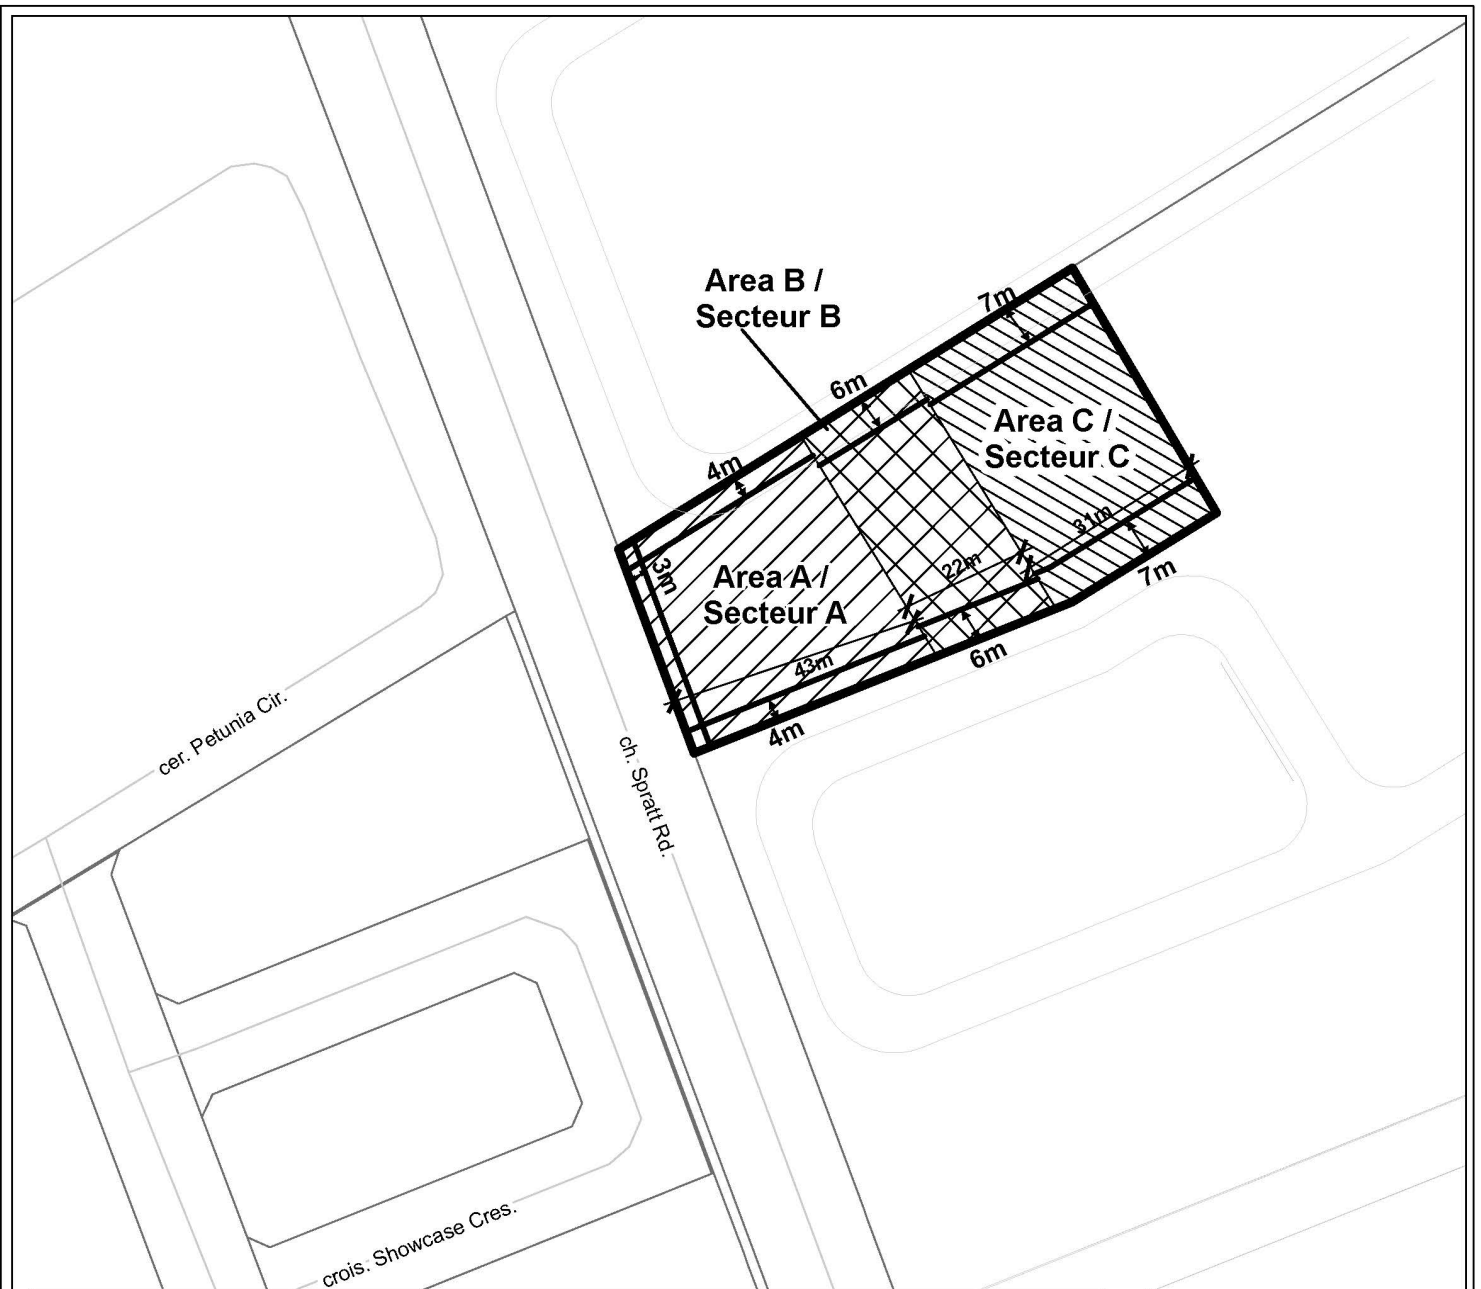 Area B /
Secteur B
7m
6m
4m
Area C /
Secteur C
31m
3m
Area A /
Secteur A
22m
7m
43m
6m
4m
cer. Petunia Cir.
ch. Spratt Rd.
crois. Showcase Cres.